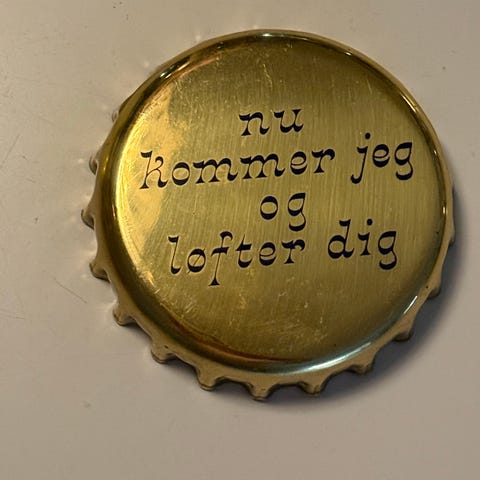 nu
kommer jeg
og
løfter dig